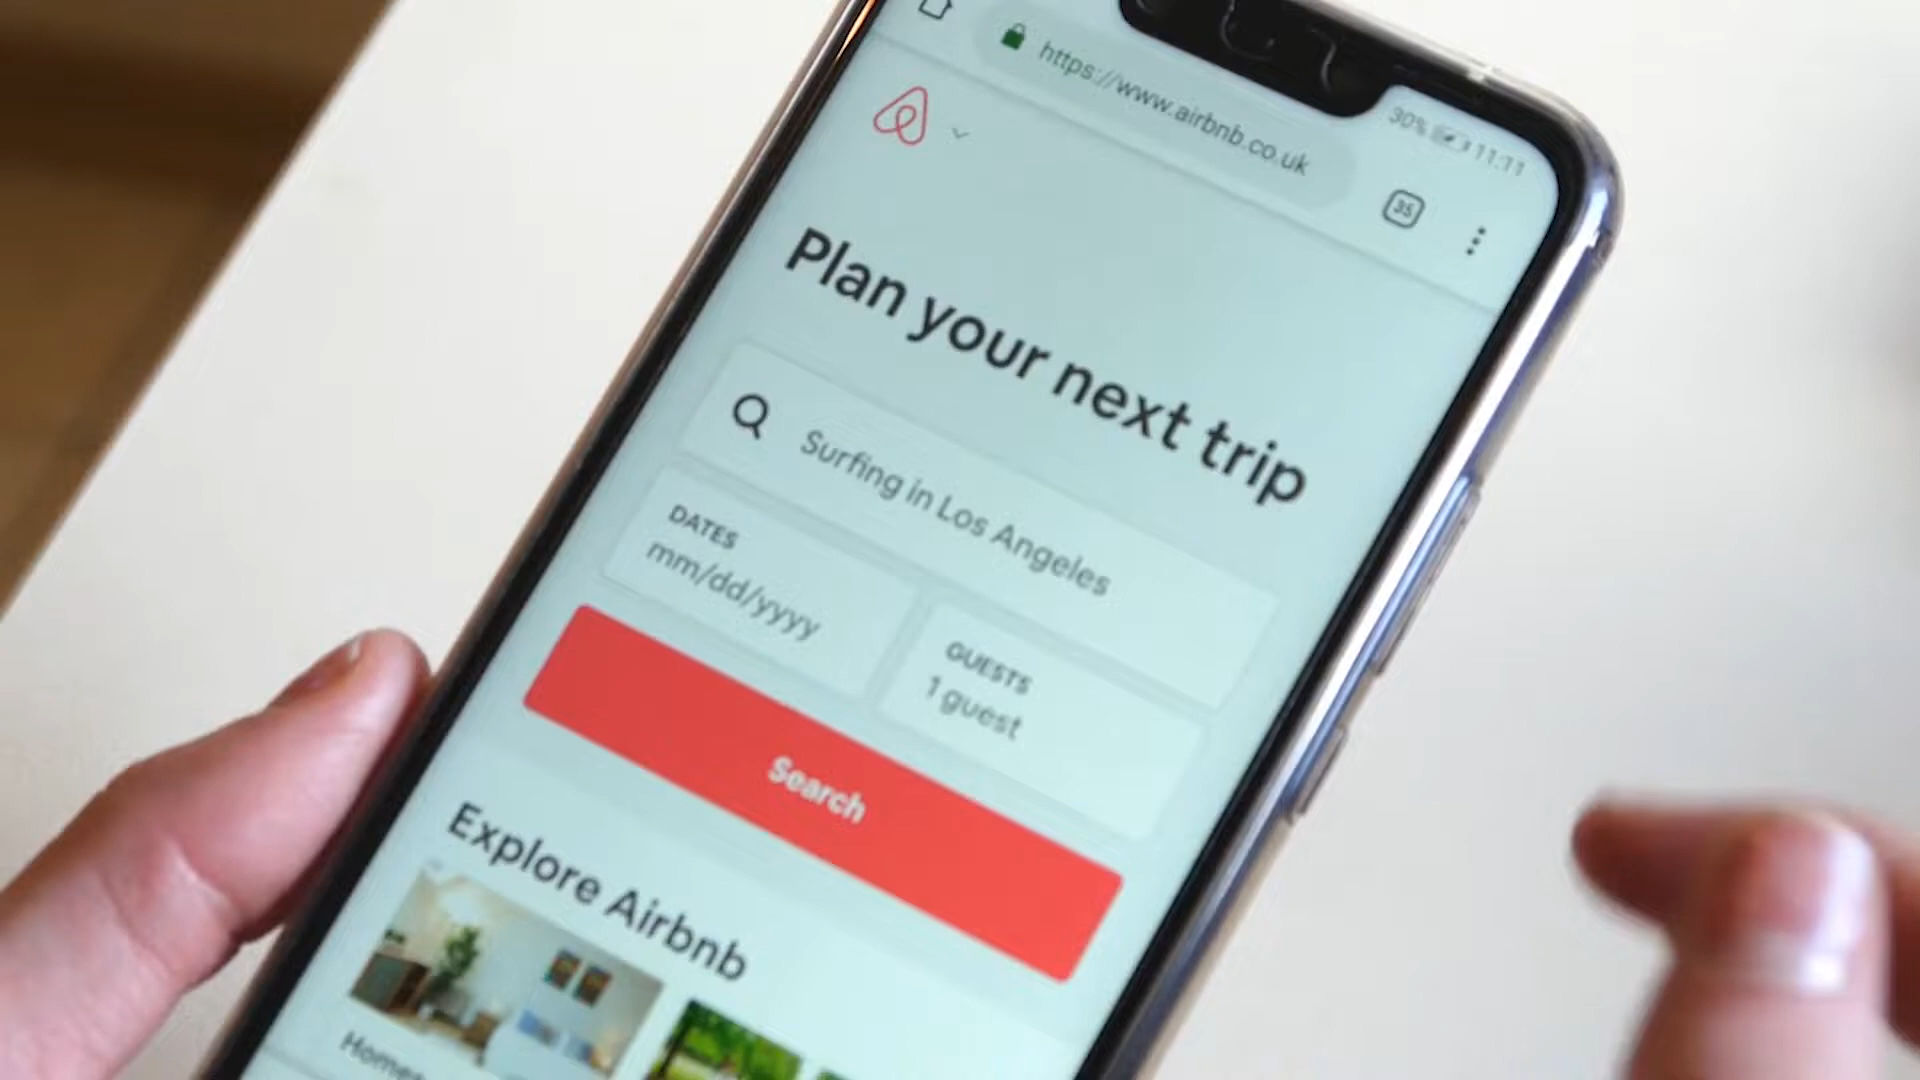 30% 11:11
https://www.airbnb.co.uk
35
Plan your next trip
Surfing in Los Angeles
DATES
mm/dd/yyyy
GUESTS
1 guest
Search
Explore Airbnb
Homes